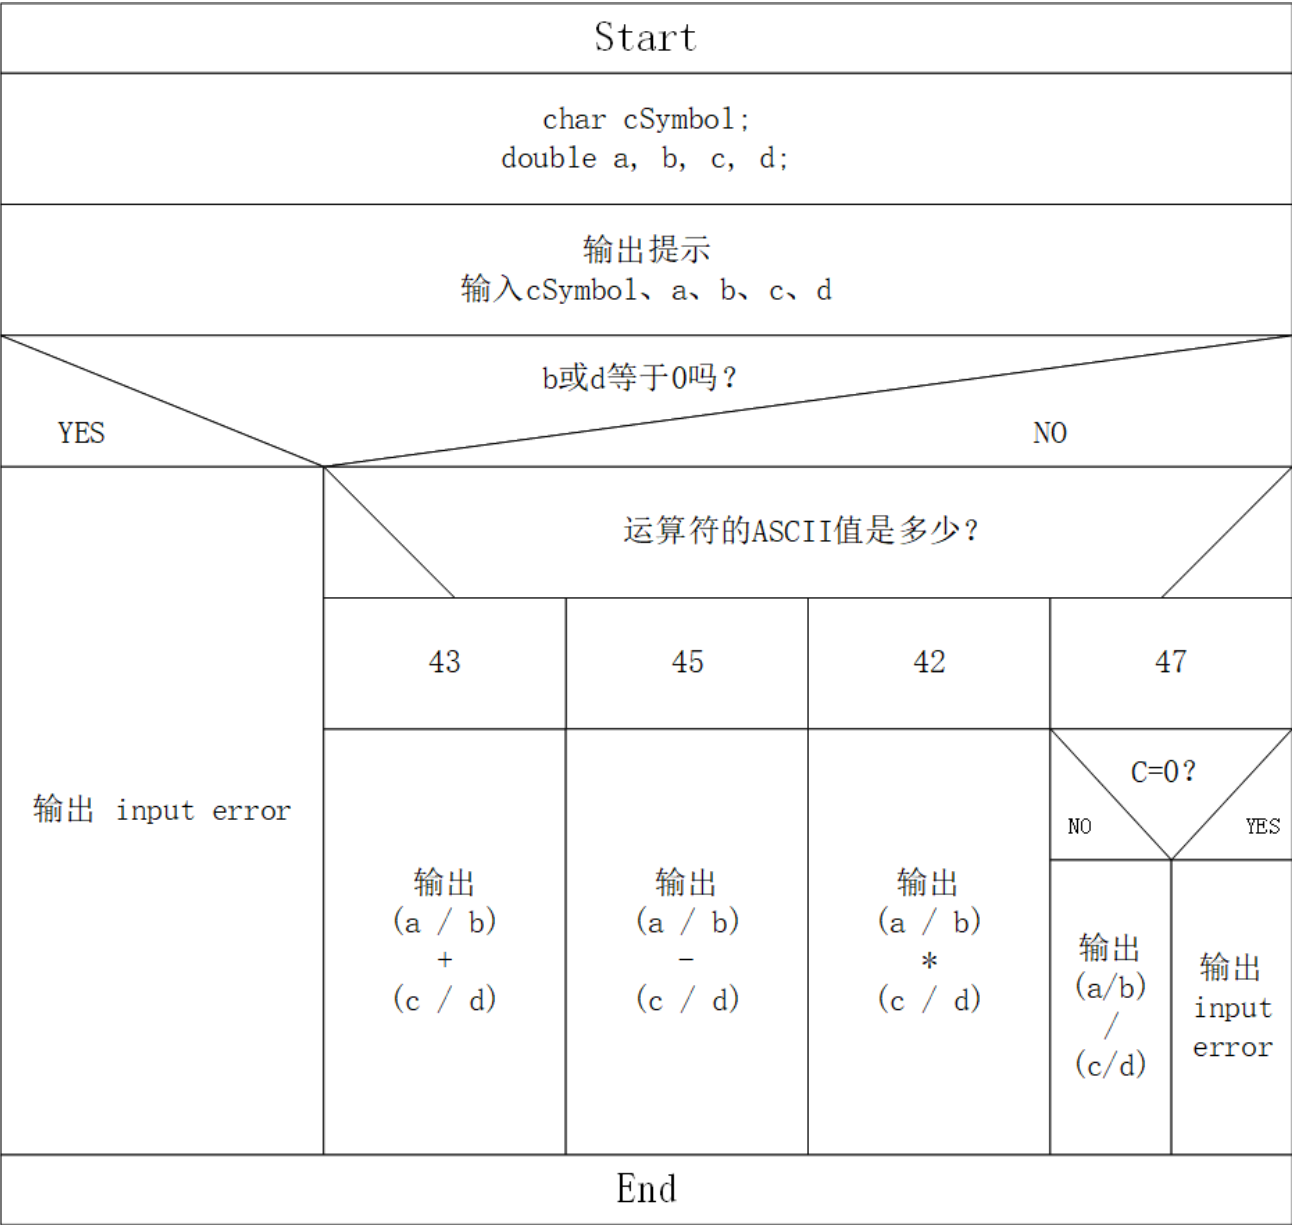 Start
char cSymbol;
double a, b, c, d;
输出提示
输入cSymbol、a、b、c、d
b或d等于0吗？
YES
NO
运算符的ASCII值是多少？
43
45
42
47
C=0？
NO
YES
输出 input error
输出
(a / b)
+
(c / d)
输出
(a / b)
-
(c / d)
输出
(a / b)
*
(c / d)
输出
(a/b)
/
(c/d)
输出
input
error
End